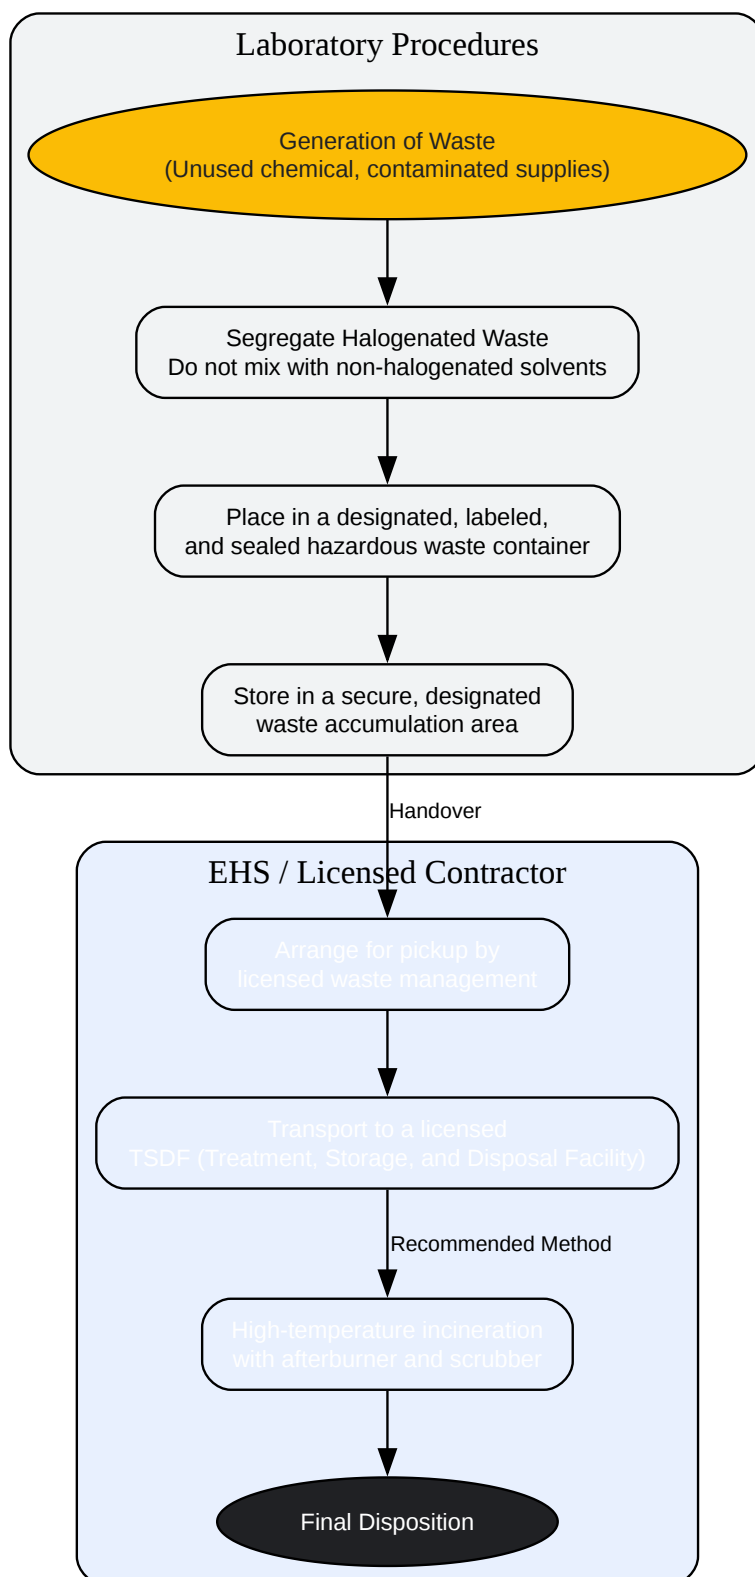 Laboratory Procedures
Generation of Waste
(Unused chemical, contaminated supplies)
Segregate Halogenated Waste
Do not mix with non-halogenated solvents
Place in a designated, labeled,
and sealed hazardous waste container
Store in a secure, designated
waste accumulation area
Handover
EHS / Licensed Contractor
Arrange for pickup by
licensed waste management
Transport to a licensed
TSDF (Treatment, Storage, and Disposal Facility)
Recommended Method
High-temperature incineration
with afterburner and scrubber
Final Disposition